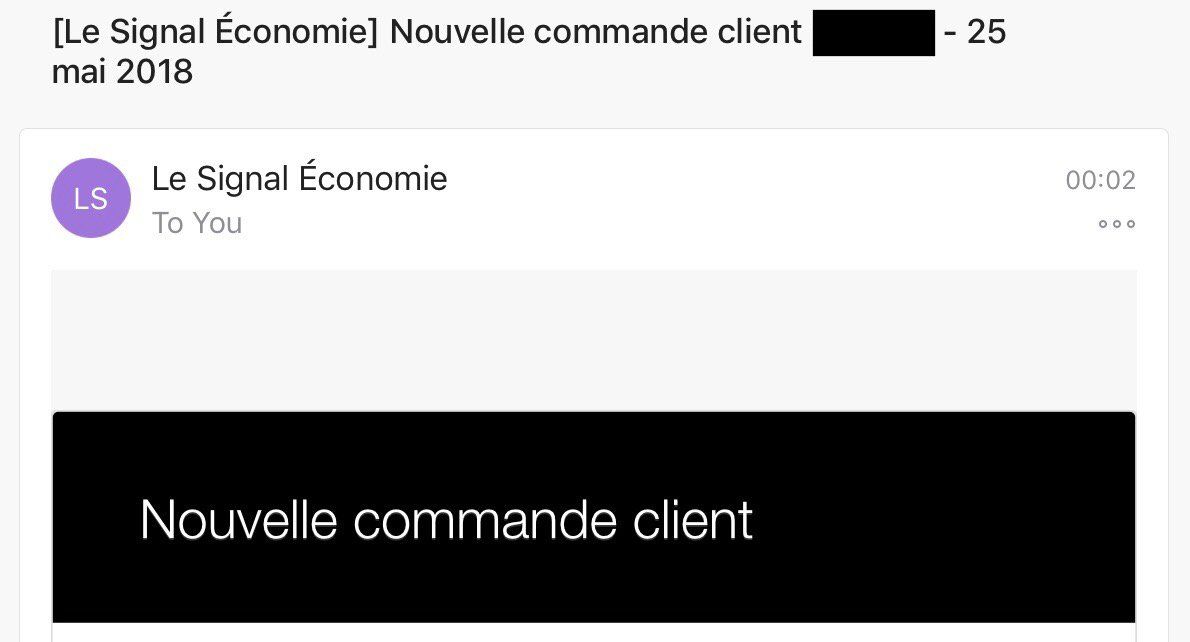 [Le Signal Économie] Nouvelle commande client - 25
mai 2018
LS
Le Signal Économie
00:02
To You
Nouvelle commande client